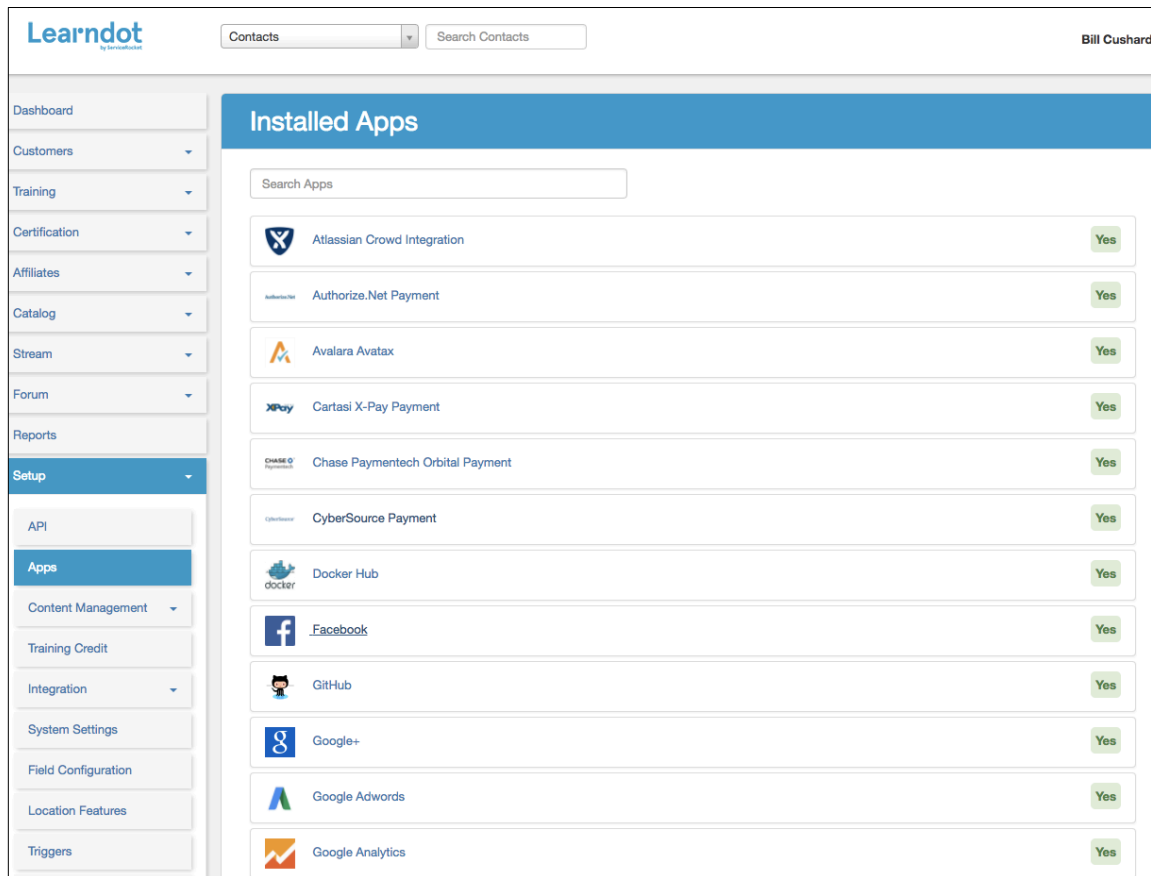 Learndot
by ServiceRocket
Contacts
Search Contacts
Bill Cushard
Dashboard
Customers
Training
Certification
Affiliates
Catalog
Stream
Forum
Reports
Setup
API
Apps
Content Management
Training Credit
Integration
System Settings
Field Configuration
Location Features
Triggers
Installed Apps
Search Apps
Atlassian Crowd Integration
Yes
Authorize.Net
Authorize.Net Payment
Yes
Avalara Avatax
Yes
XPay
Cartasi X-Pay Payment
Yes
CHASE
Paymentech
Chase Paymentech Orbital Payment
Yes
CyberSource
CyberSource Payment
Yes
docker
Docker Hub
Yes
f
Facebook
Yes
GitHub
Yes
g
Google+
Yes
Google Adwords
Yes
Google Analytics
Yes